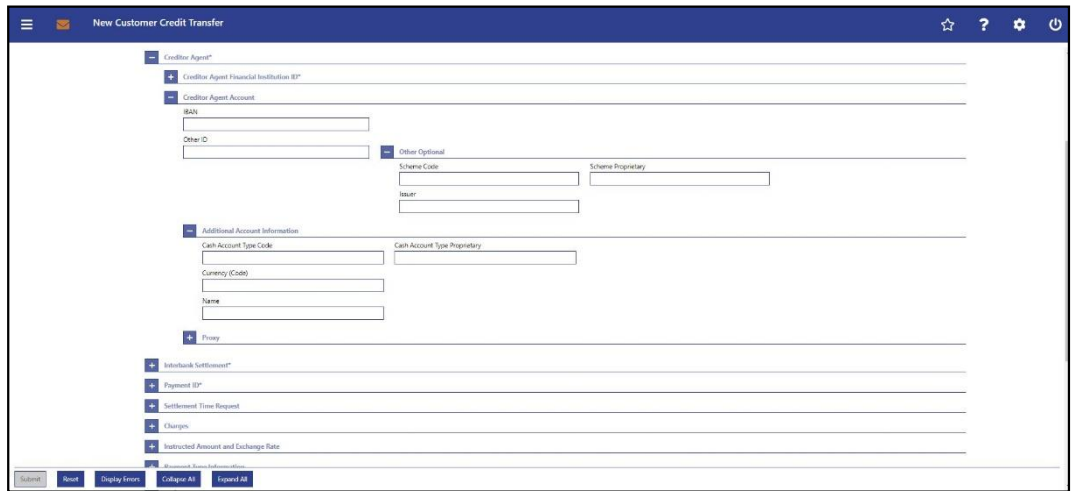 New Customer Credit Transfer
Creditor Agent*
Creditor Agent Financial Institution ID*
Creditor Agent Account
IBAN
Other ID
Other Optional
Scheme Code Scheme Proprietary
Issuer
Additional Account Information
Cash Account Type Code Cash Account Type Proprietary
Currency (Code)
Name
Proxy
Interbank Settlement*
Payment ID*
Settlement Time Request
Charges
Instructed Amount and Exchange Rate
Payment Type Information
Submit Reset Display Errors Collapse All Expand All